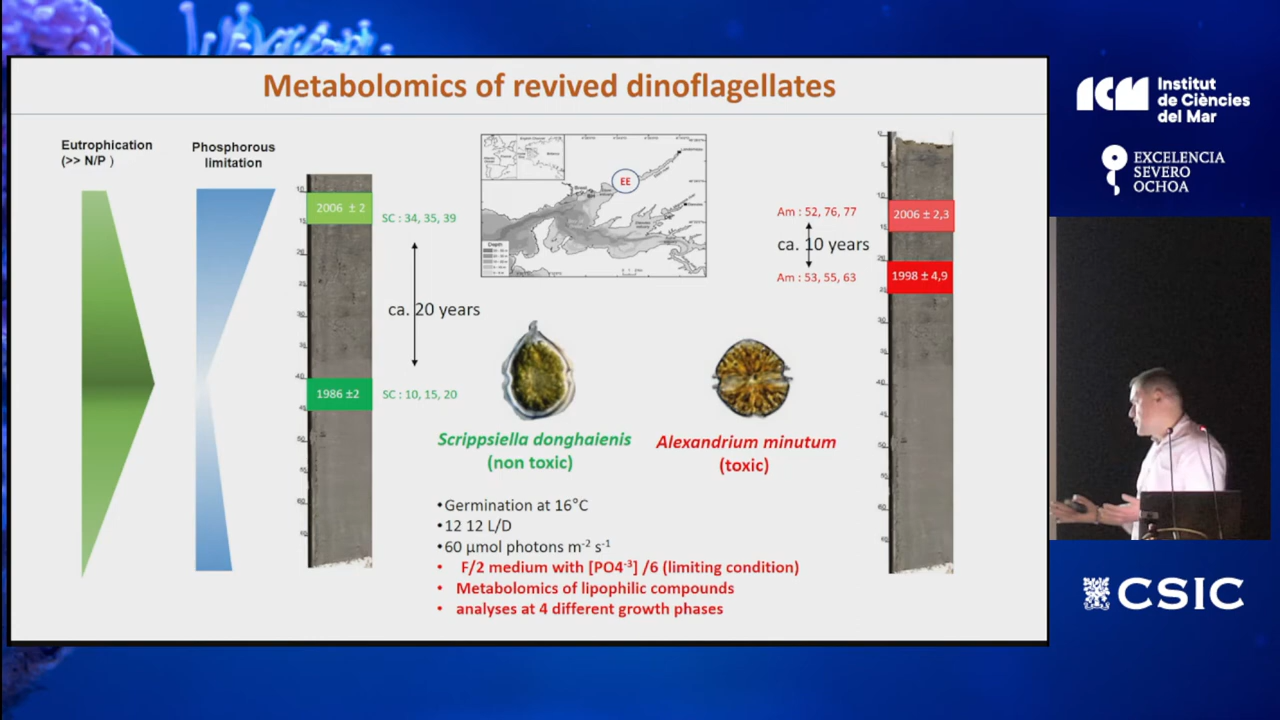 Metabolomics of revived dinoflagellates
Eutrophication
(>> N/P )
Phosphorous
limitation
2006 ± 2
SC : 34, 35, 39
ca. 20 years
1986 ±2
SC : 10, 15, 20
EE
Am : 52, 76, 77
ca. 10 years
Am : 53, 55, 63
2006 ± 2,3
1998 ± 4,9
Scrippsiella donghaienis
(non toxic)
Alexandrium minutum
(toxic)
•Germination at 16°C
•12 12 L/D
•60 µmol photons m-2 s-1
• F/2 medium with [PO4-3] /6 (limiting condition)
• Metabolomics of lipophilic compounds
• analyses at 4 different growth phases
ICM
Institut
de Ciències
del Mar
EXCELENCIA
SEVERO
OCHOA
CSIC